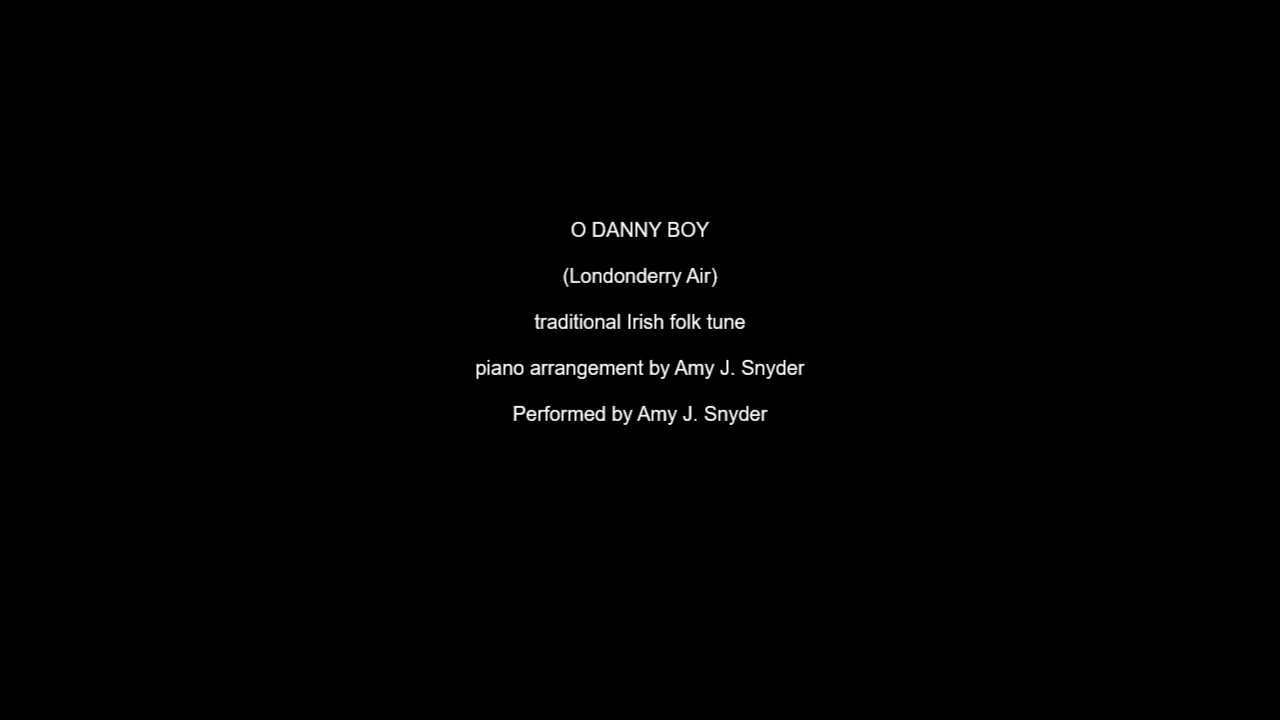 O DANNY BOY
(Londonderry Air)
traditional Irish folk tune
piano arrangement by Amy J. Snyder
Performed by Amy J. Snyder